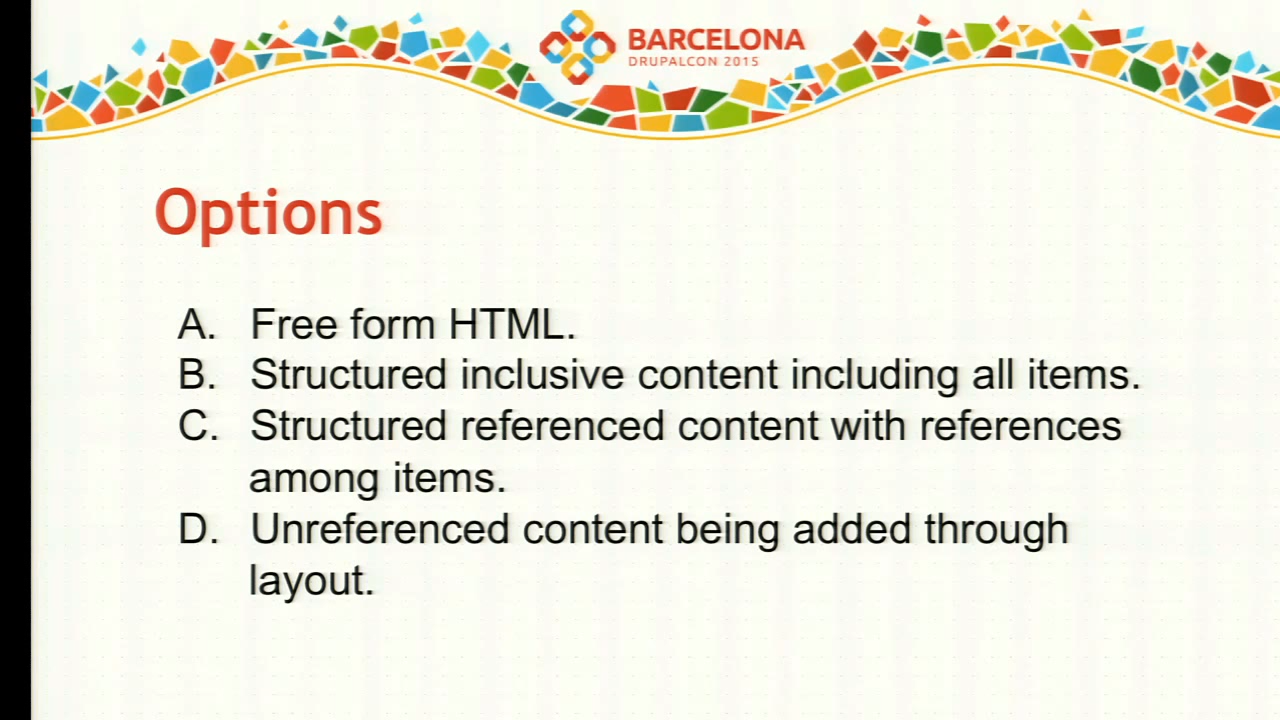 BARCELONA
DRUPALCON 2015
Options
A. Free form HTML.
B. Structured inclusive content including all items.
C. Structured referenced content with references
among items.
D. Unreferenced content being added through
layout.